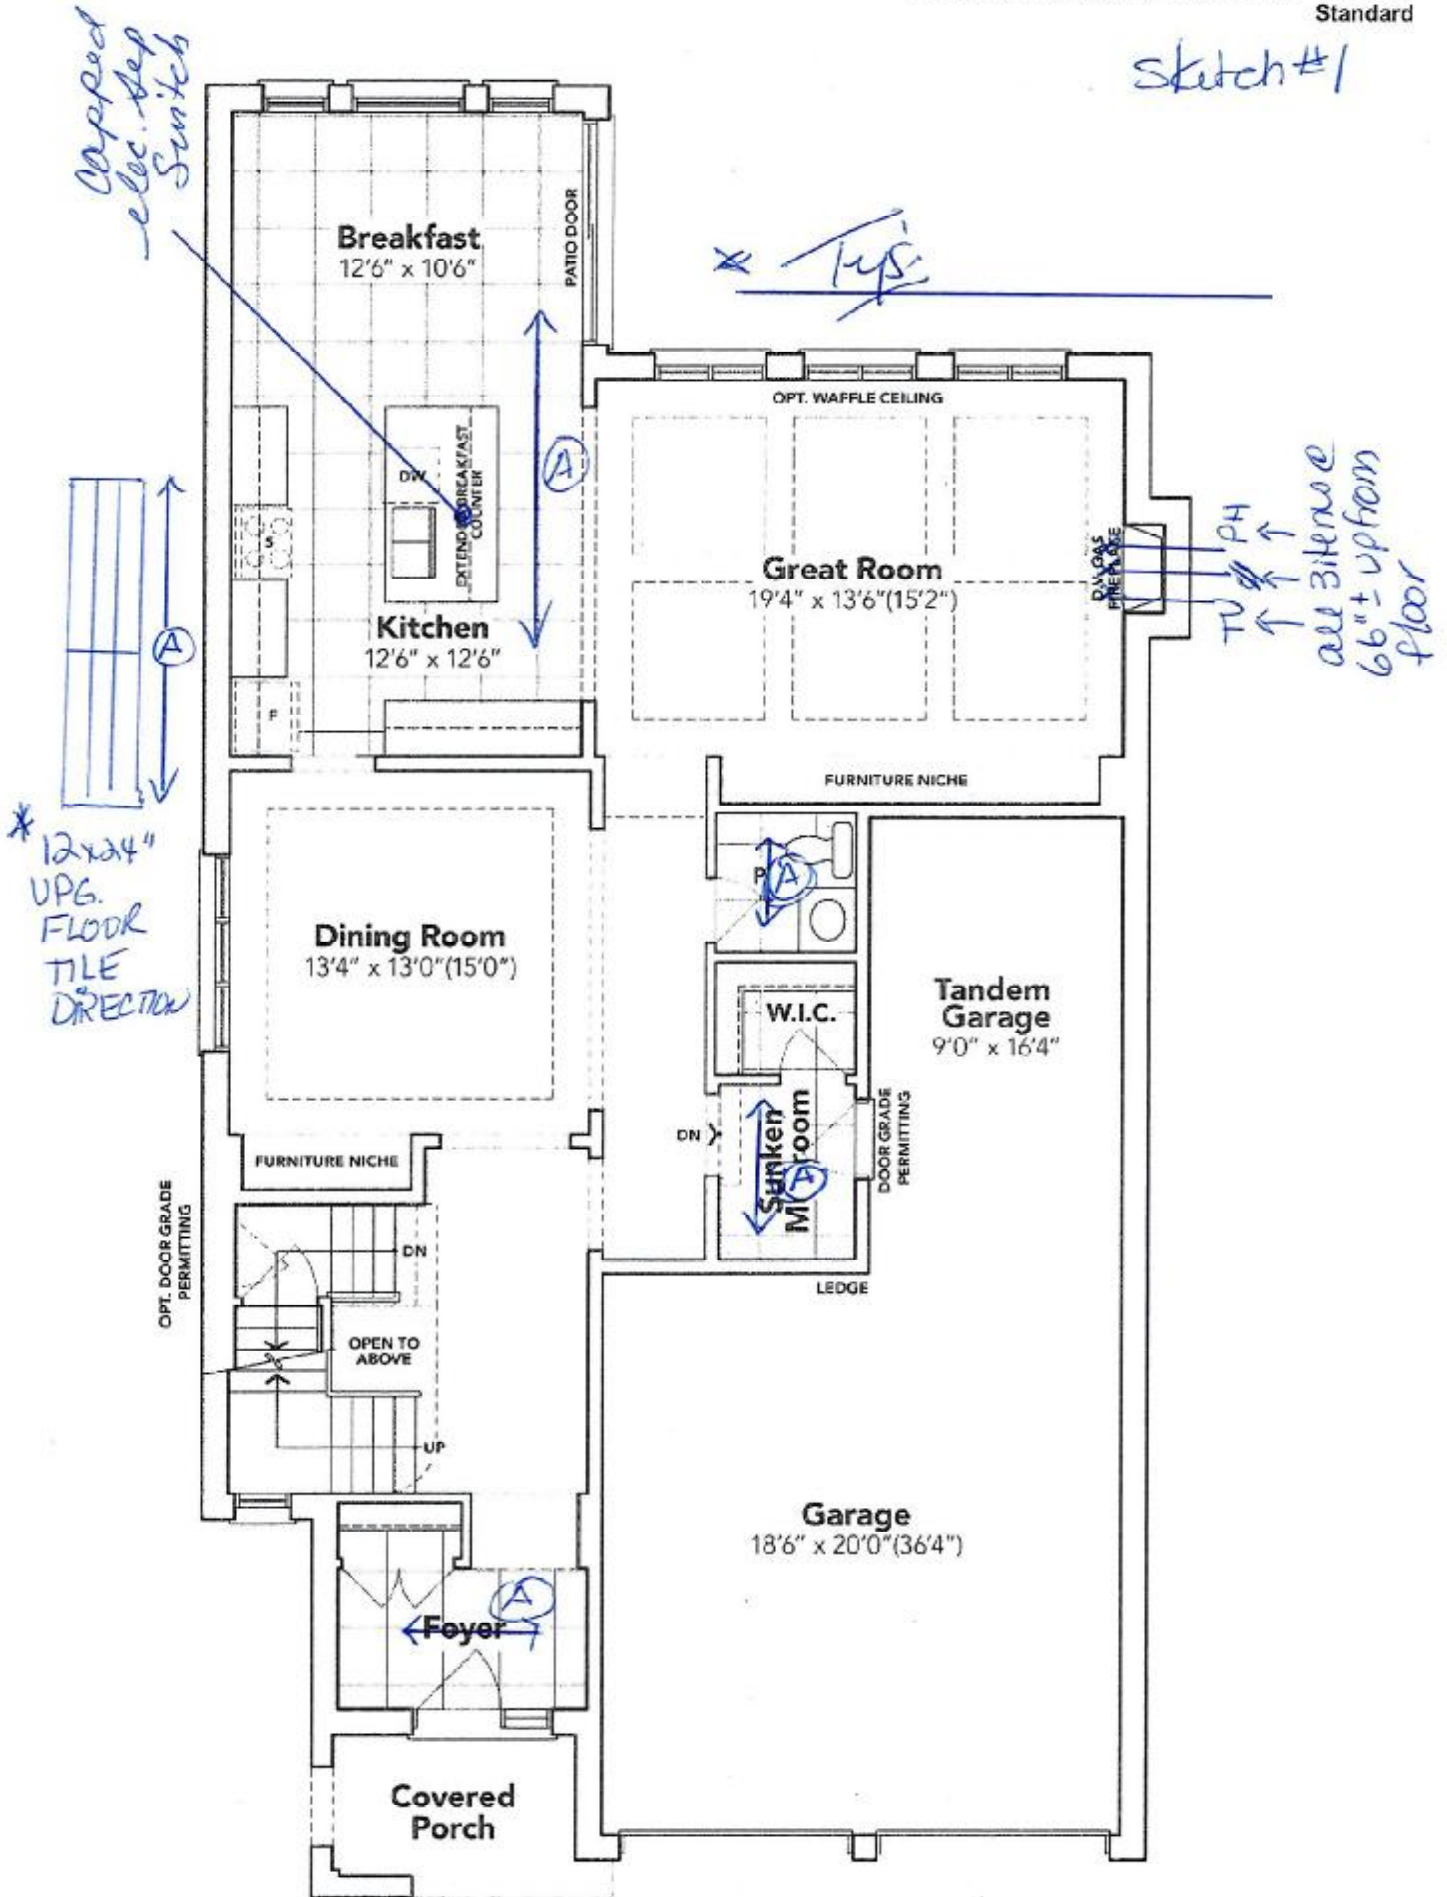 Standard
Sketch #1
Capped
elec. sep
Switch
Breakfast
12'6" x 10'6"
PATIO DOOR
*
OPT. WAFFLE CEILING
DW
EXTENDED BREAKFAST
COUNTER
A
S
Great Room
19'4" x 13'6"(15'2")
D.V. GAS
FIREPLACE
PH
TV
all 3 items @
66" ± up from
floor
A
Kitchen
12'6" x 12'6"
F
FURNITURE NICHE
* 12x24"
UPG.
FLOOR
TILE
DIRECTION
P
A
Dining Room
13'4" x 13'0"(15'0")
W.I.C.
Tandem
Garage
9'0" x 16'4"
DN
Sunken
M room
A
DOOR GRADE
PERMITTING
FURNITURE NICHE
OPT. DOOR GRADE
PERMITTING
DN
LEDGE
OPEN TO
ABOVE
UP
Garage
18'6" x 20'0"(36'4")
A
Foyer
Covered
Porch